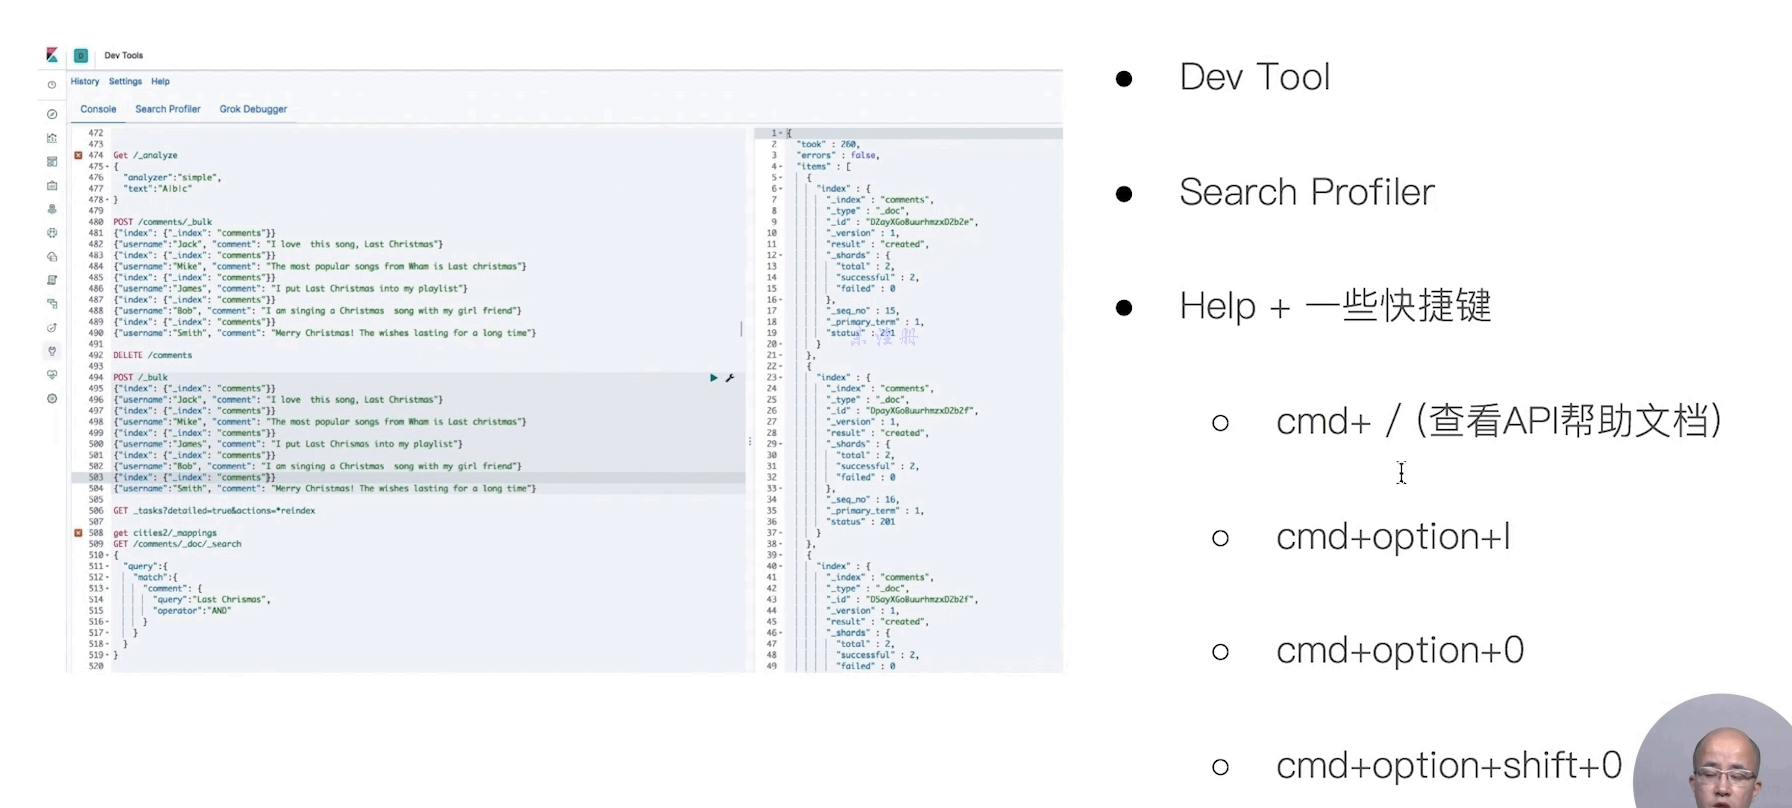 D Dev Tools
History Settings Help
Console Search Profiler Grok Debugger
472
473
474 Get /_analyze
475 {
476 "analyzer":"simple",
477 "text":"A|b|c"
478 }
479
480 POST /comments/_bulk
481 {"index": {"_index": "comments"}}
482 {"username":"Jack", "comment": "I love  this song, Last Christmas"}
483 {"index": {"_index": "comments"}}
484 {"username":"Mike", "comment": "The most popular songs from Wham is Last christmas"}
485 {"index": {"_index": "comments"}}
486 {"username":"James", "comment": "I put Last Christmas into my playlist"}
487 {"index": {"_index": "comments"}}
488 {"username":"Bob", "comment": "I am singing a Christmas  song with my girl friend"}
489 {"index": {"_index": "comments"}}
490 {"username":"Smith", "comment": "Merry Christmas! The wishes lasting for a long time"}
491
492 DELETE /comments
493
494 POST /_bulk
495 {"index": {"_index": "comments"}}
496 {"username":"Jack", "comment": "I love  this song, Last Christmas"}
497 {"index": {"_index": "comments"}}
498 {"username":"Mike", "comment": "The most popular songs from Wham is Last christmas"}
499 {"index": {"_index": "comments"}}
500 {"username":"James", "comment": "I put Last Chrismas into my playlist"}
501 {"index": {"_index": "comments"}}
502 {"username":"Bob", "comment": "I am singing a Christmas  song with my girl friend"}
503 {"index": {"_index": "comments"}}
504 {"username":"Smith", "comment": "Merry Christmas! The wishes lasting for a long time"}
505
506 GET _tasks?detailed=true&actions=*reindex
507
508 get cities2/_mappings
509 GET /comments/_doc/_search
510 {
511 "query":{
512 "match":{
513 "comment": {
514 "query":"Last Chrismas",
515 "operator":"AND"
516 }
517 }
518 }
519 }
520
1 {
2 "took" : 260,
3 "errors" : false,
4 "items" : [
5 {
6 "index" : {
7 "_index" : "comments",
8 "_type" : "_doc",
9 "_id" : "DZayXGoBuurhmzxD2b2e",
10 "_version" : 1,
11 "result" : "created",
12 "_shards" : {
13 "total" : 2,
14 "successful" : 2,
15 "failed" : 0
16 },
17 "_seq_no" : 15,
18 "_primary_term" : 1,
19 "status" : 201
20 }
21 },
22 {
23 "index" : {
24 "_index" : "comments",
25 "_type" : "_doc",
26 "_id" : "DpayXGoBuurhmzxD2b2f",
27 "_version" : 1,
28 "result" : "created",
29 "_shards" : {
30 "total" : 2,
31 "successful" : 2,
32 "failed" : 0
33 },
34 "_seq_no" : 16,
35 "_primary_term" : 1,
36 "status" : 201
37 }
38 },
39 {
40 "index" : {
41 "_index" : "comments",
42 "_type" : "_doc",
43 "_id" : "D5ayXGoBuurhmzxD2b2f",
44 "_version" : 1,
45 "result" : "created",
46 "_shards" : {
47 "total" : 2,
48 "successful" : 2,
49 "failed" : 0
未注册
Dev Tool
Search Profiler
Help + 一些快捷键
cmd+ / (查看API帮助文档)
cmd+option+l
cmd+option+0
cmd+option+shift+0